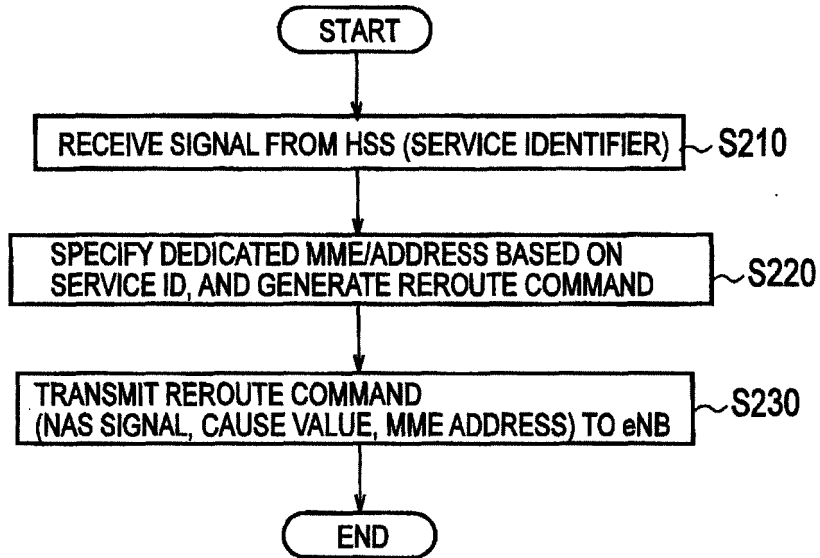 START
RECEIVE SIGNAL FROM HSS (SERVICE IDENTIFIER)
S210
SPECIFY DEDICATED MME/ADDRESS BASED ON
SERVICE ID, AND GENERATE REROUTE COMMAND
S220
TRANSMIT REROUTE COMMAND
(NAS SIGNAL, CAUSE VALUE, MME ADDRESS) TO eNB
S230
END